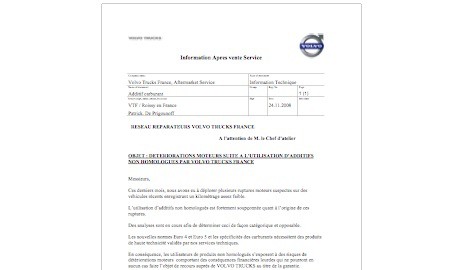 VOLVO TRUCKS
VOLVO
Information Apres vente Service
Volvo Trucks France, Aftermarket Service
Information Technique
Additif carburant
VTF / Roissy en France
24.11.2008
Patrick. De
RESEAU REPARATEURS VOLVO TRUCKS FRANCE
A l'attention de M. le Chef d'atelier
OBJET : DETERIORATIONS MOTEURS SUITE A L'UTILISATION D'ADDITIFS
NON HOMOLOGUES PAR VOLVO TRUCKS FRANCE
Messieurs,
Ces derniers mois, nous avons eu à déplorer plusieurs ruptures moteurs suspectes sur des
véhicules récents enregistrant un kilométrage assez faible.
L'utilisation d'additifs non homologués est fortement soupçonnée quant à l'origine de ces
ruptures.
Des analyses sont en cours afin de déterminer ceci de façon objective et opposable.
Les nouvelles normes Euro 4 et Euro 5 et les spécificités des carburants nécessitent des produits
de haute technicité validés par nos services techniques.
En conséquence, les utilisateurs de produits non homologués s'exposent à des risques de
détériorations moteurs comportant des conséquences financières lourdes qui ne peuvent en
aucun cas faire l'objet de recours auprès de VOLVO TRUCKS au titre de la garantie.